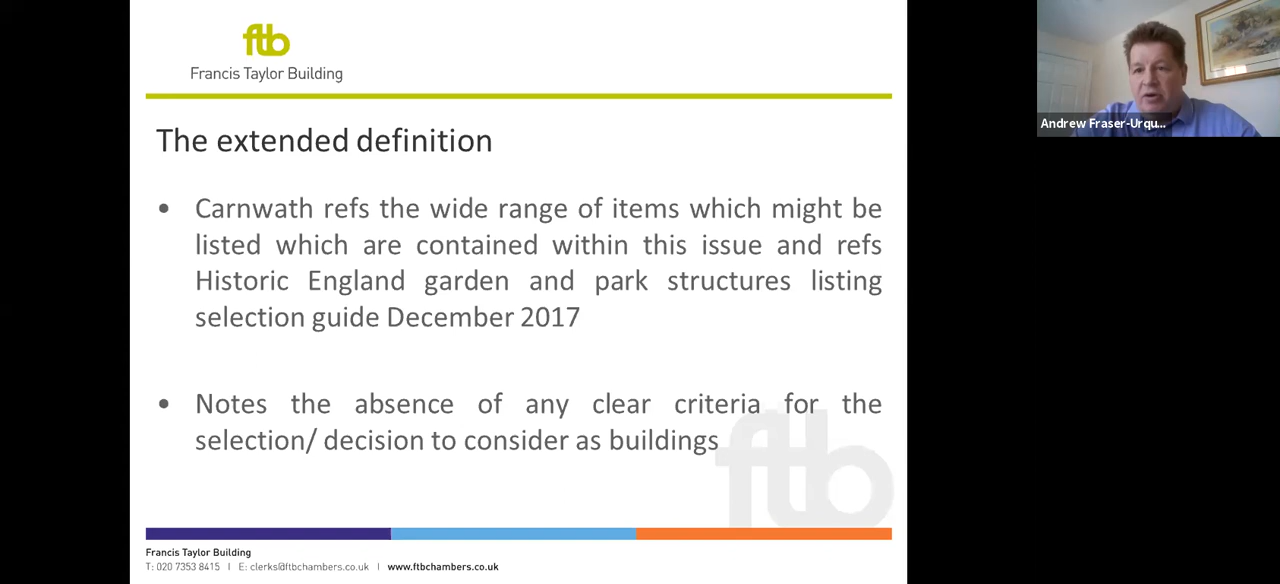 ftb
Francis Taylor Building
Andrew Fraser-Urqu...
The extended definition
• Carnwath refs the wide range of items which might be
listed which are contained within this issue and refs
Historic England garden and park structures listing
selection guide December 2017
• Notes the absence of any clear criteria for the
selection/ decision to consider as buildings
ftb
Francis Taylor Building
T: 020 7353 8415 I E: clerks@ftbchambers.co.uk I www.ftbchambers.co.uk